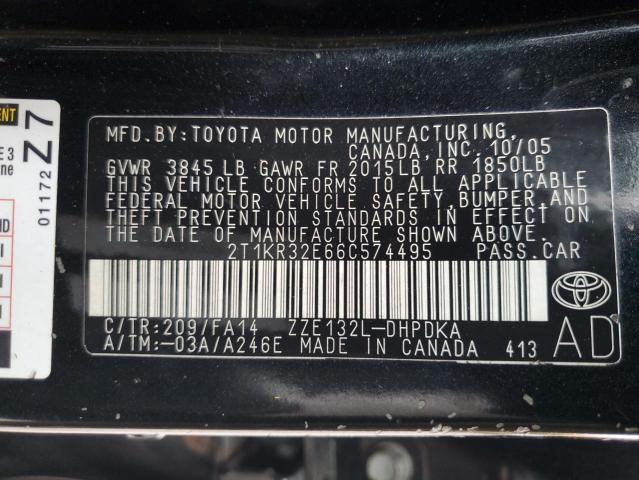 MFD.BY:TOYOTA MOTOR MANUFACTURING,
CANADA,INC.10/05
GVWR 3845 LB GAWR FR 2015LB RR 1850LB
THIS VEHICLE CONFORMS TO ALL APPLICABLE
FEDERAL MOTOR VEHICLE SAFETY,BUMPER,AND
THEFT PREVENTION STANDARDS IN EFFECT ON
THE DATE OF MANUFACTURE SHOWN ABOVE.
2T1KR32E66C574495 PASS.CAR
C/TR:209/FA14 ZZE132L-DHPDKA
A/TM:-03A/A246E MADE IN CANADA 413
AD
Z7
01172